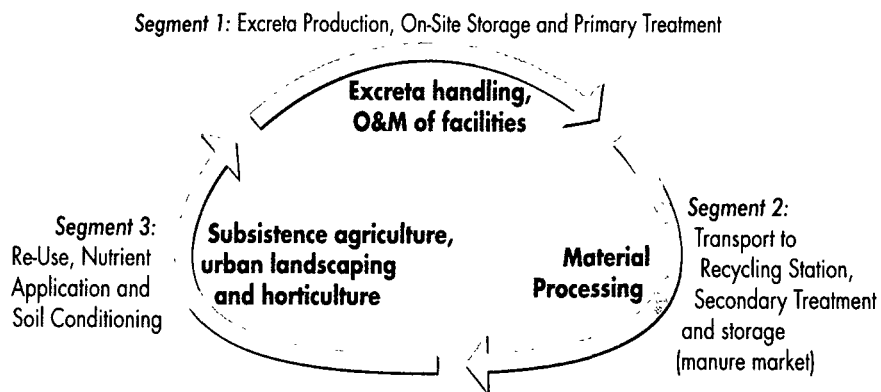 Segment 1: Excreta Production, On-Site Storage and Primary Treatment
Excreta handling,
O&M of facilities
Segment 2:
Transport to
Recycling Station,
Secondary Treatment
and storage
(manure market)
Material
Processing
Segment 3:
Re-Use, Nutrient
Application and
Soil Conditioning
Subsistence agriculture,
urban landscaping
and horticulture